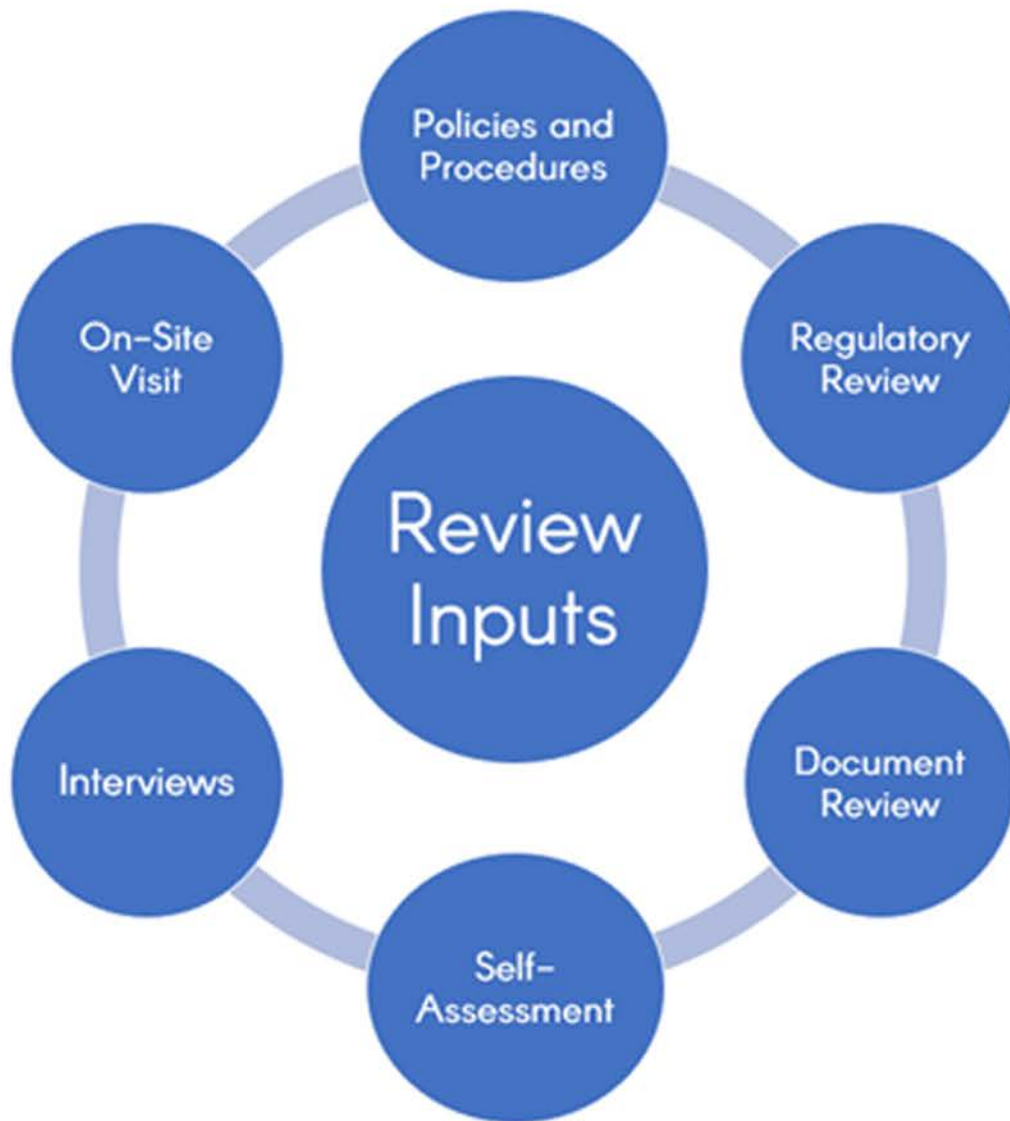 Policies and
Procedures
Regulatory
Review
Document
Review
Self-
Assessment
Interviews
On-Site
Visit
Review
Inputs